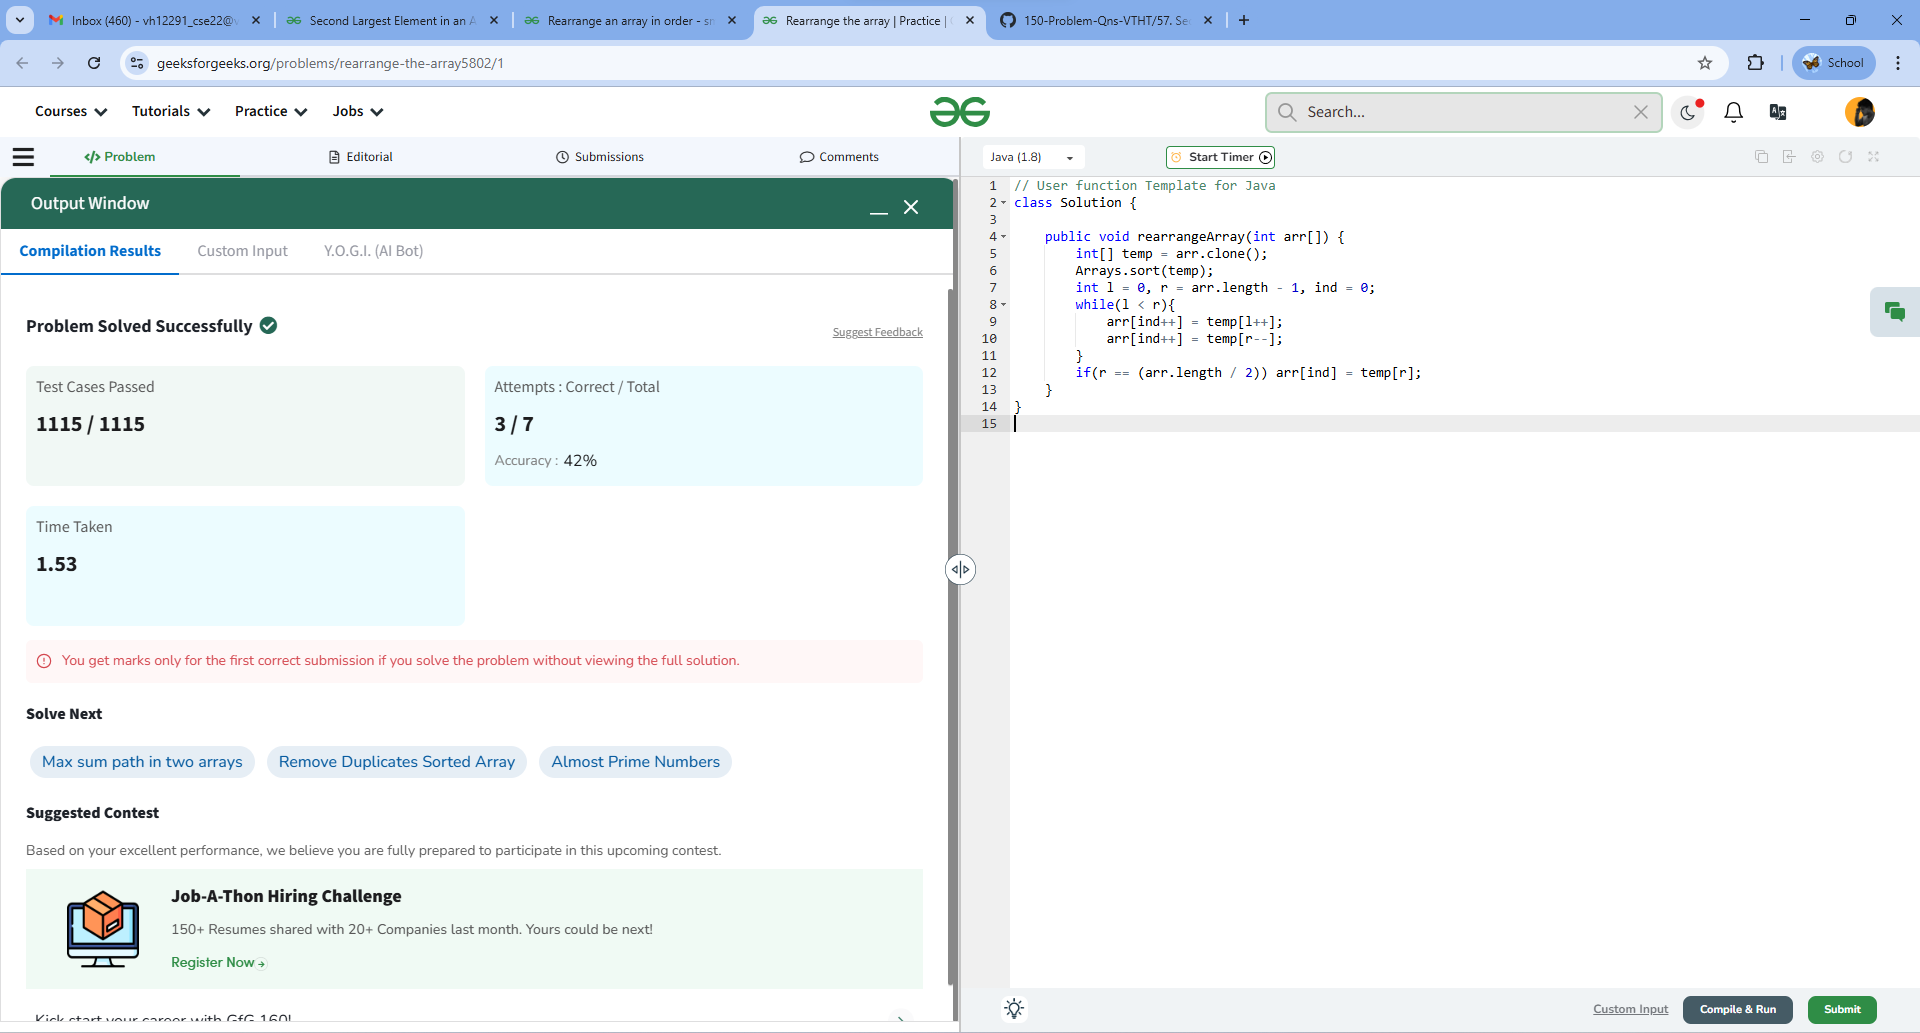 Inbox (460) - vh12291_cse22@v
Second Largest Element in an A
Rearrange an array in order - sm
Rearrange the array | Practice |
150-Problem-Qns-VTHT/57. Se
geeksforgeeks.org/problems/rearrange-the-array5802/1
School
Courses
Tutorials
Practice
Jobs
Search...
Problem
Editorial
Submissions
Comments
Java (1.8)
Start Timer
Output Window
Compilation Results
Custom Input
Y.O.G.I. (AI Bot)
Problem Solved Successfully
Suggest Feedback
Test Cases Passed
1115 / 1115
Attempts : Correct / Total
3 / 7
Accuracy : 42%
Time Taken
1.53
You get marks only for the first correct submission if you solve the problem without viewing the full solution.
Solve Next
Max sum path in two arrays
Remove Duplicates Sorted Array
Almost Prime Numbers
Suggested Contest
Based on your excellent performance, we believe you are fully prepared to participate in this upcoming contest.
Job-A-Thon Hiring Challenge
150+ Resumes shared with 20+ Companies last month. Yours could be next!
Register Now
Kick start your career with GfG 160!
1 // User function Template for Java
2 class Solution {
3
4 public void rearrangeArray(int arr[]) {
5 int[] temp = arr.clone();
6 Arrays.sort(temp);
7 int l = 0, r = arr.length - 1, ind = 0;
8 while(l < r){
9 arr[ind++] = temp[l++];
10 arr[ind++] = temp[r--];
11 }
12 if(r == (arr.length / 2)) arr[ind] = temp[r];
13 }
14 }
15
Custom Input
Compile & Run
Submit